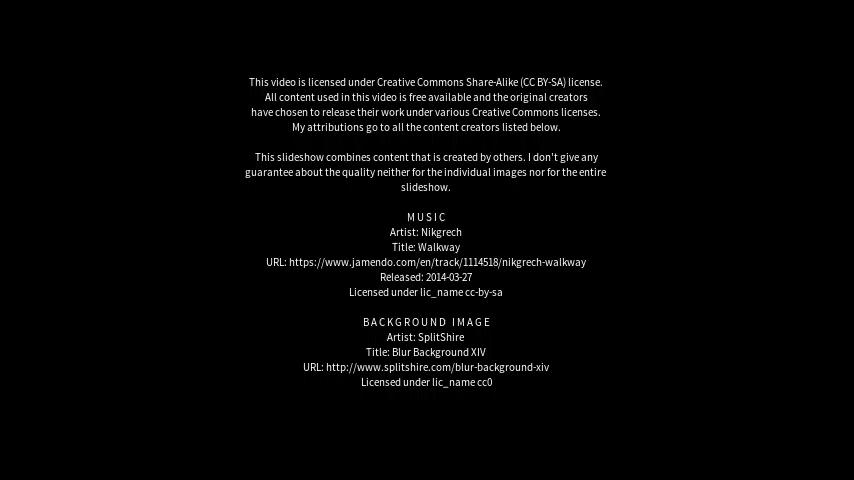 This video is licensed under Creative Commons Share-Alike (CC BY-SA) license.
All content used in this video is free available and the original creators
have chosen to release their work under various Creative Commons licenses.
My attributions go to all the content creators listed below.
This slideshow combines content that is created by others. I don't give any
guarantee about the quality neither for the individual images nor for the entire
slideshow.
M U S I C
Artist: Nikgrech
Title: Walkway
URL: https://www.jamendo.com/en/track/1114518/nikgrech-walkway
Released: 2014-03-27
Licensed under lic_name cc-by-sa
B A C K G R O U N D  I M A G E
Artist: SplitShire
Title: Blur Background XIV
URL: http://www.splitshire.com/blur-background-xiv
Licensed under lic_name cc0